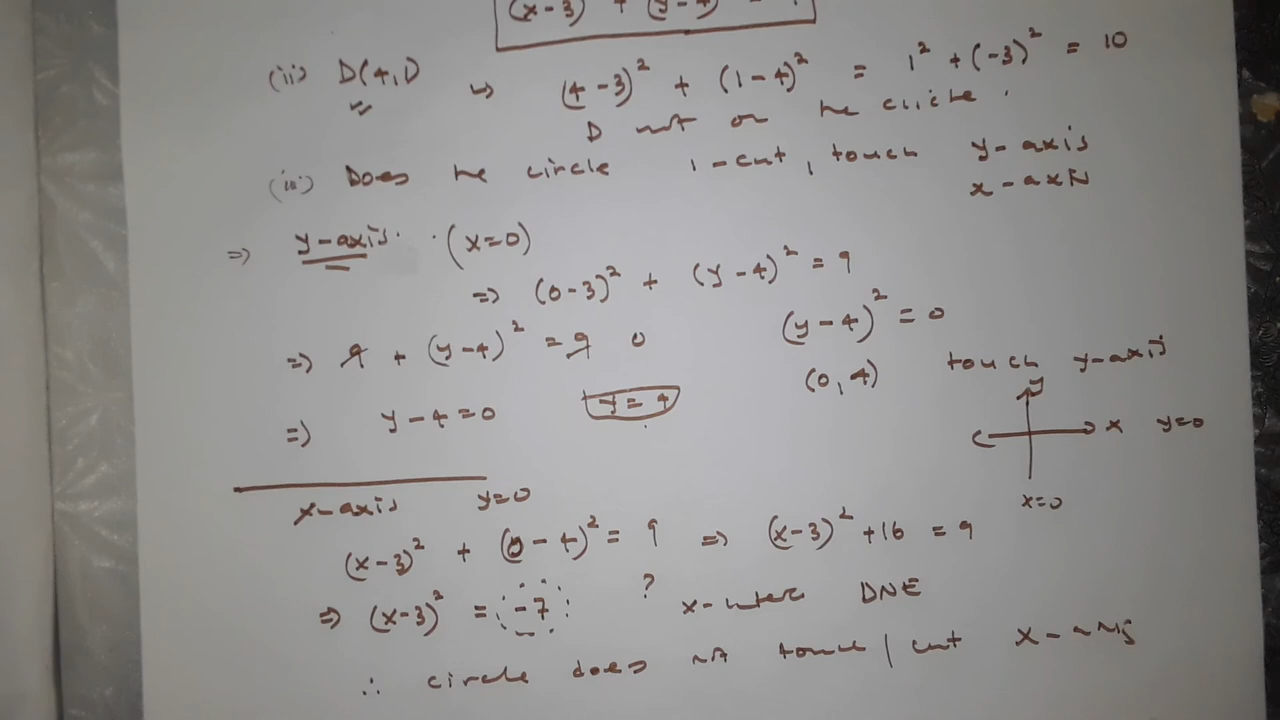 (x-3) + (y-4)
(ii) D(4,1) ↳ (4-3)² + (1-4)² = 1² + (-3)² = 10
D not on the circle.
Does the circle i-cut, touch y-axis
x-axis
⇒ y-axis. (x=0)
⇒ (0-3)² + (y-4)² = 9
⇒ 9 + (y-4)² = 9 0 (y-4)² = 0
(0,4) touch y-axis
⇒ y-4=0 y=4
y
x y=0
x=0
x-axis y=0
(x-3)² + (0-4)² = 9 ⇒ (x-3)² +16 = 9
⇒ (x-3)² = -7 ? x-inter DNE
∴ circle does not touch / cut x-axis